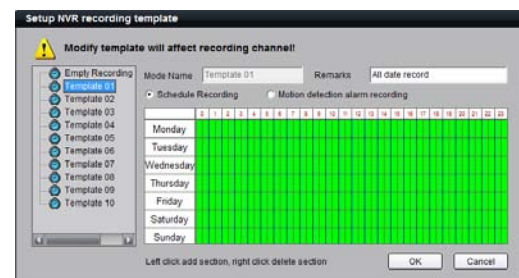 Setup NVR recording template
Modify template will affect recording channel!
Empty Recording
Template 01
Template 02
Template 03
Template 04
Template 05
Template 06
Template 07
Template 08
Template 09
Template 10
Mode Name Template 01 Remarks All date record
Schedule Recording Motion detection alarm recording
0 1 2 3 4 5 6 7 8 9 10 11 12 13 14 15 16 17 18 19 20 21 22 23
Monday
Tuesday
Wednesday
Thursday
Friday
Saturday
Sunday
Left click add section, right click delete section OK Cancel